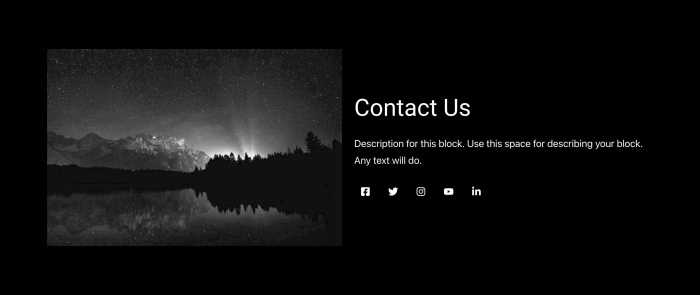 Contact Us
Description for this block. Use this space for describing your block.
Any text will do.